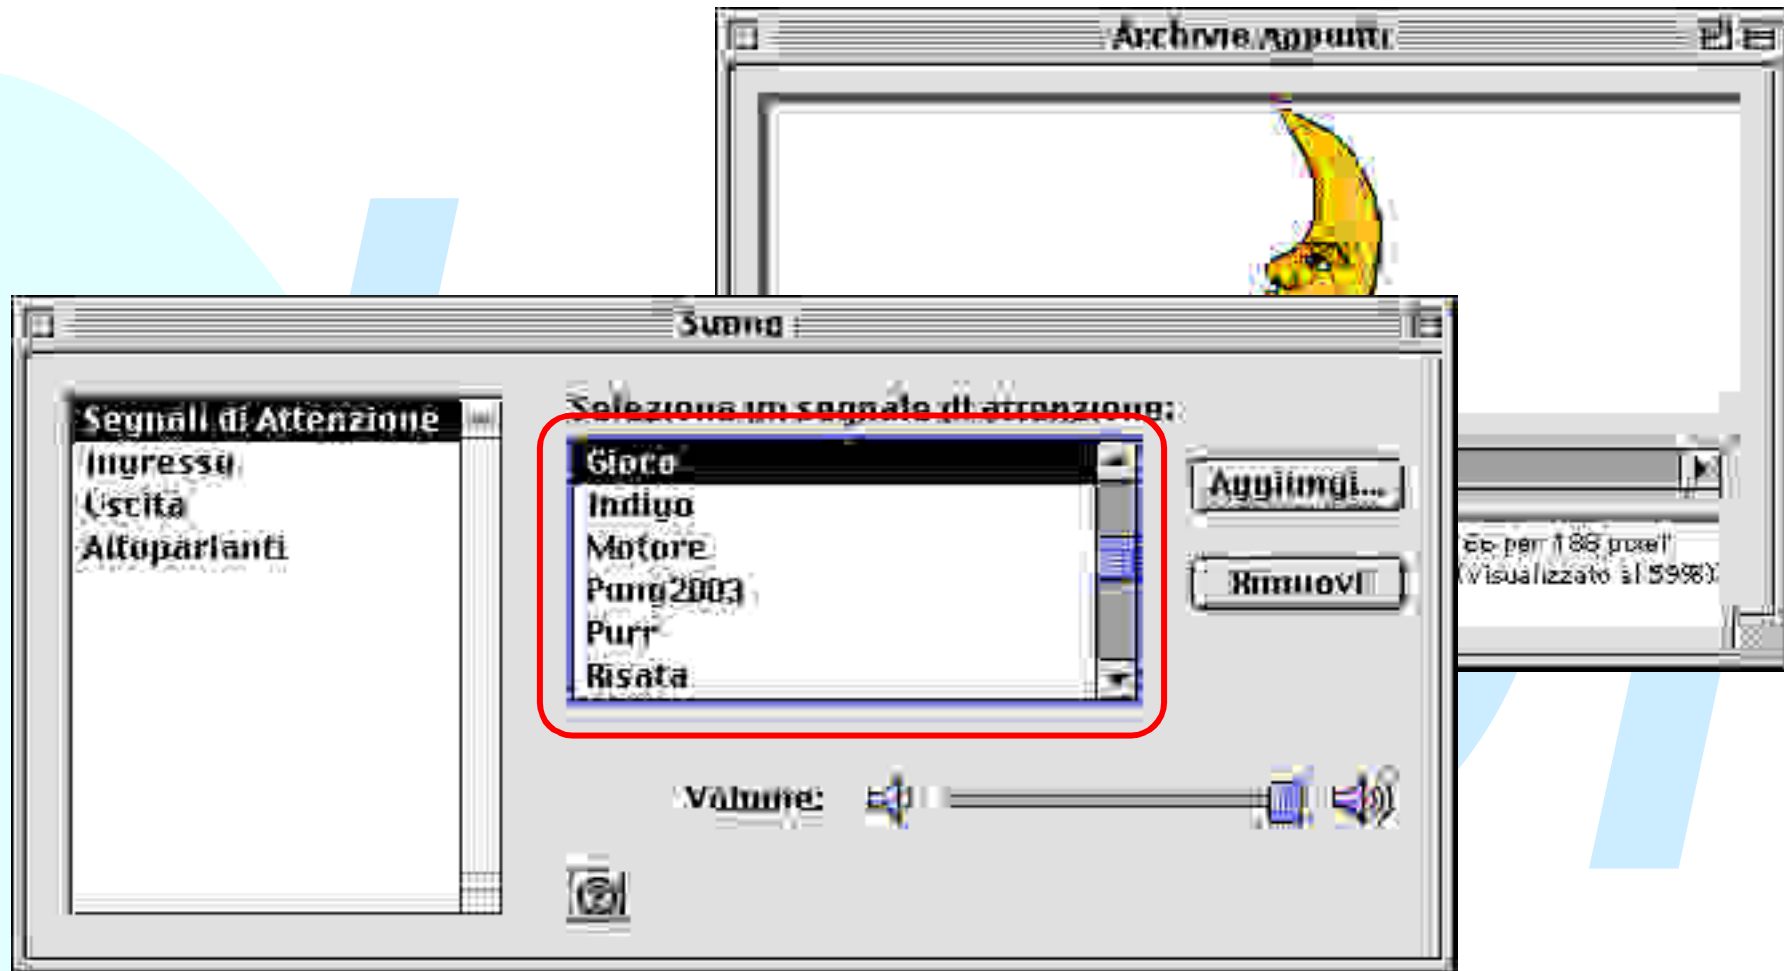 Archivio Appunti
Suono
Segnali di Attenzione
Ingresso
Uscita
Altoparlanti
Seleziona un segnale di attenzione:
Gioco
Indigo
Motore
Pong2003
Purr
Risata
Aggiungi...
Rimuovi
per 188 pixel
(Visualizzato al 59%)
Volume: